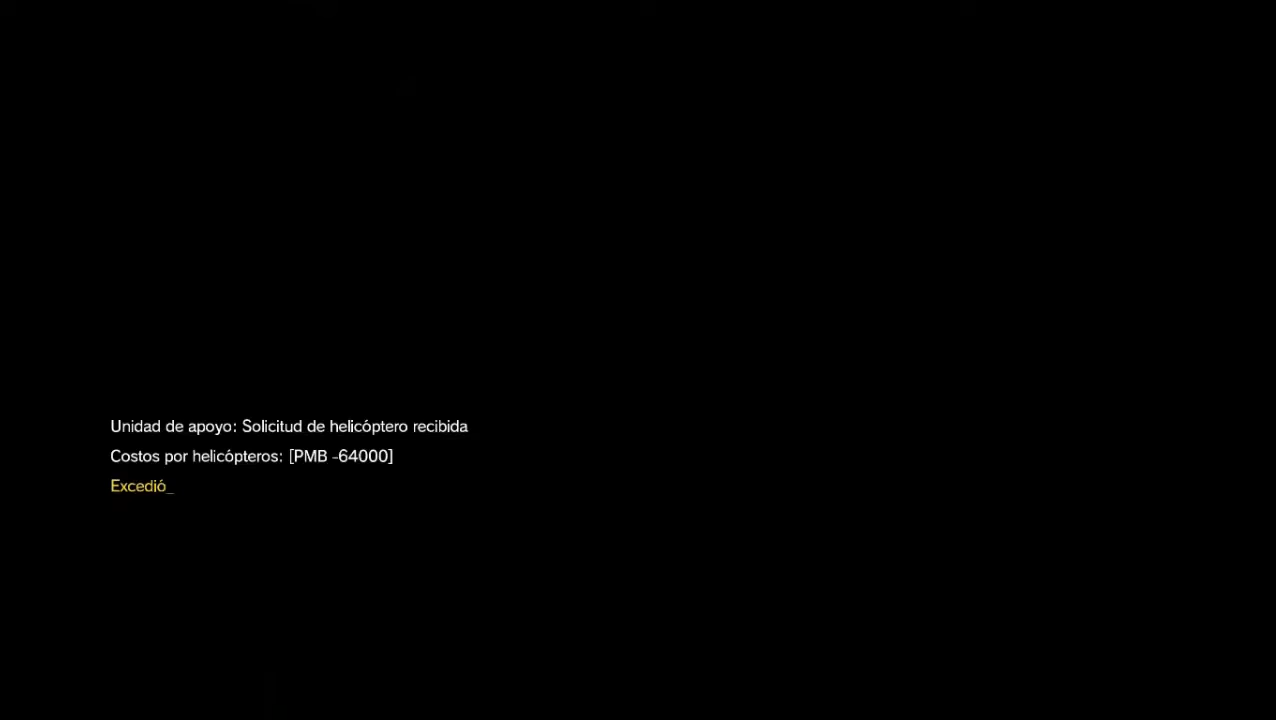 Unidad de apoyo: Solicitud de helicóptero recibida
Costos por helicópteros: [PMB -64000]
Excedió_